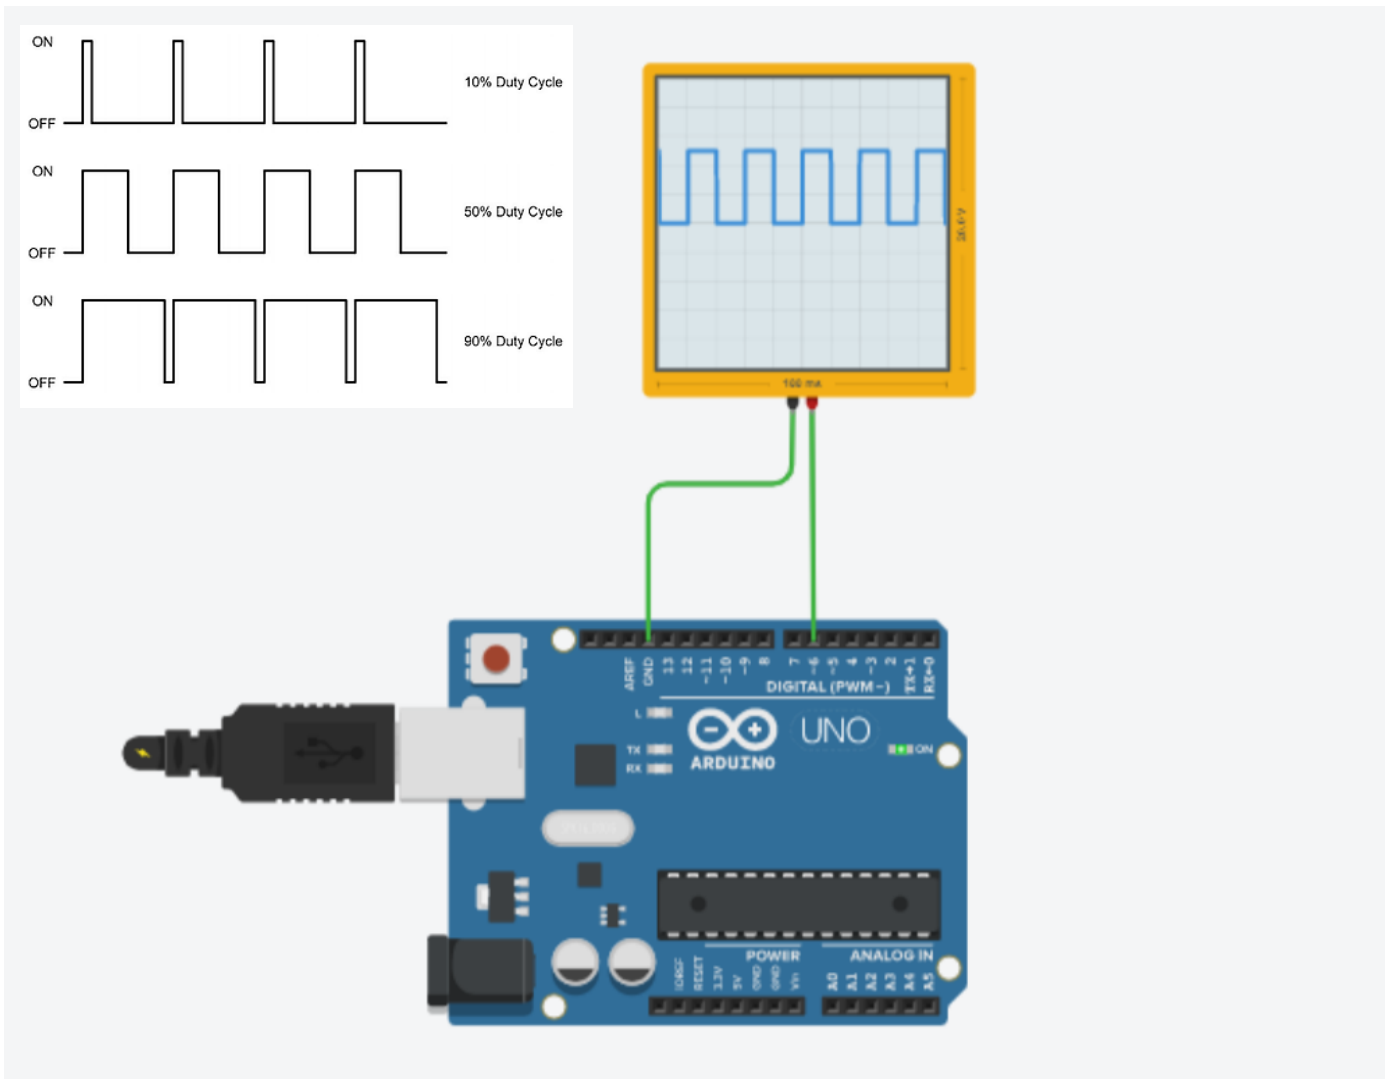 ON
10% Duty Cycle
OFF
ON
50% Duty Cycle
OFF
ON
90% Duty Cycle
OFF
AREF
GND
13
12
~11
~10
~9
8
7
~6
~5
4
~3
2
TX→1
RX←0
DIGITAL (PWM~)
L
TX
RX
UNO
ARDUINO
ON
POWER
ANALOG IN
IOREF
RESET
3.3V
5V
GND
GND
Vin
A0
A1
A2
A3
A4
A5